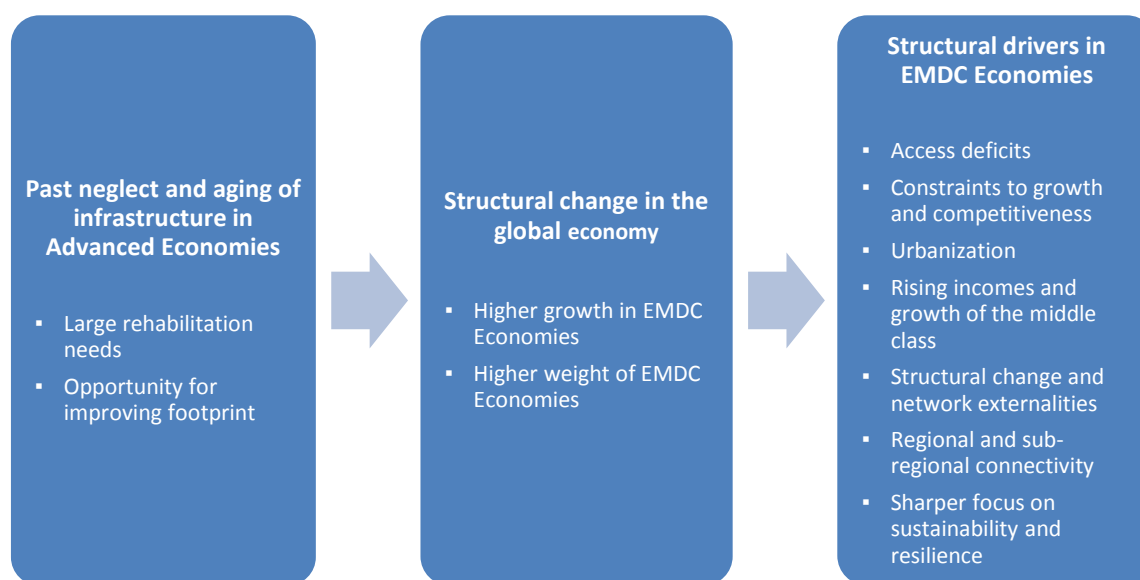 Past neglect and aging of
infrastructure in
Advanced Economies
▪ Large rehabilitation
needs
▪ Opportunity for
improving footprint
Structural change in the
global economy
▪ Higher growth in EMDC
Economies
▪ Higher weight of EMDC
Economies
Structural drivers in
EMDC Economies
▪ Access deficits
▪ Constraints to growth
and competitiveness
▪ Urbanization
▪ Rising incomes and
growth of the middle
class
▪ Structural change and
network externalities
▪ Regional and sub-
regional connectivity
▪ Sharper focus on
sustainability and
resilience